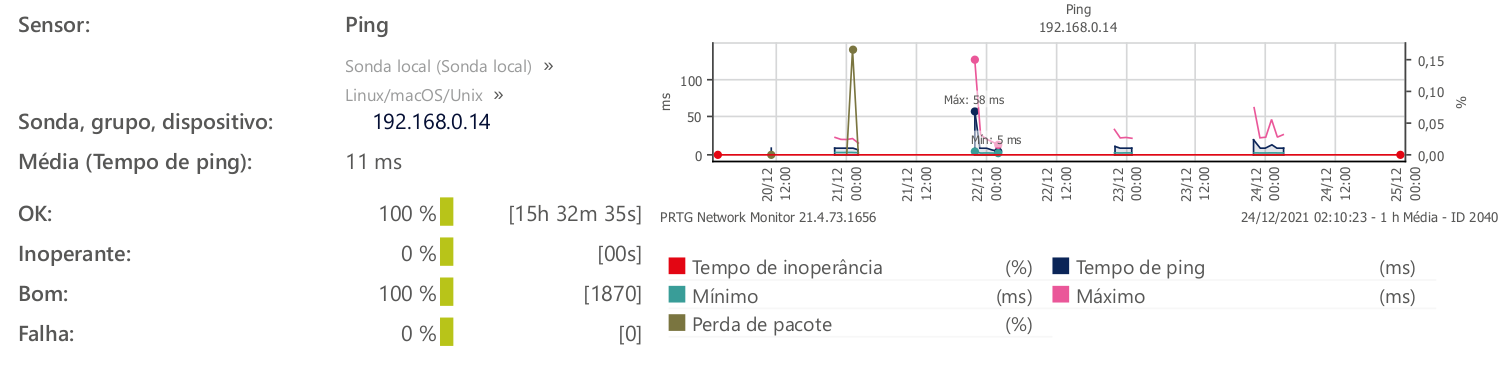 Sensor: Ping
Sonda local (Sonda local) »
Linux/macOS/Unix »
Sonda, grupo, dispositivo: 192.168.0.14
Média (Tempo de ping): 11 ms
OK: 100 % [15h 32m 35s]
Inoperante: 0 % [00s]
Bom: 100 % [1870]
Falha: 0 % [0]
Ping
192.168.0.14
ms
100
50
0
Máx: 58 ms
Mín: 5 ms
0,15
0,10
0,05
0,00
%
20/12 12:00
21/12 00:00
21/12 12:00
22/12 00:00
22/12 12:00
23/12 00:00
23/12 12:00
24/12 00:00
24/12 12:00
25/12 00:00
PRTG Network Monitor 21.4.73.1656 24/12/2021 02:10:23 - 1 h Média - ID 2040
Tempo de inoperância (%) Tempo de ping (ms)
Mínimo (ms) Máximo (ms)
Perda de pacote (%)